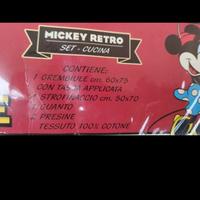 MICKEY RETRO
SET - CUCINA
CONTIENE:
1 GREMBIULE cm. 60x75
CON TASCA APPLICATA
1 STROFINACCIO cm. 50x70
1 GUANTO
2 PRESINE
TESSUTO 100% COTONE